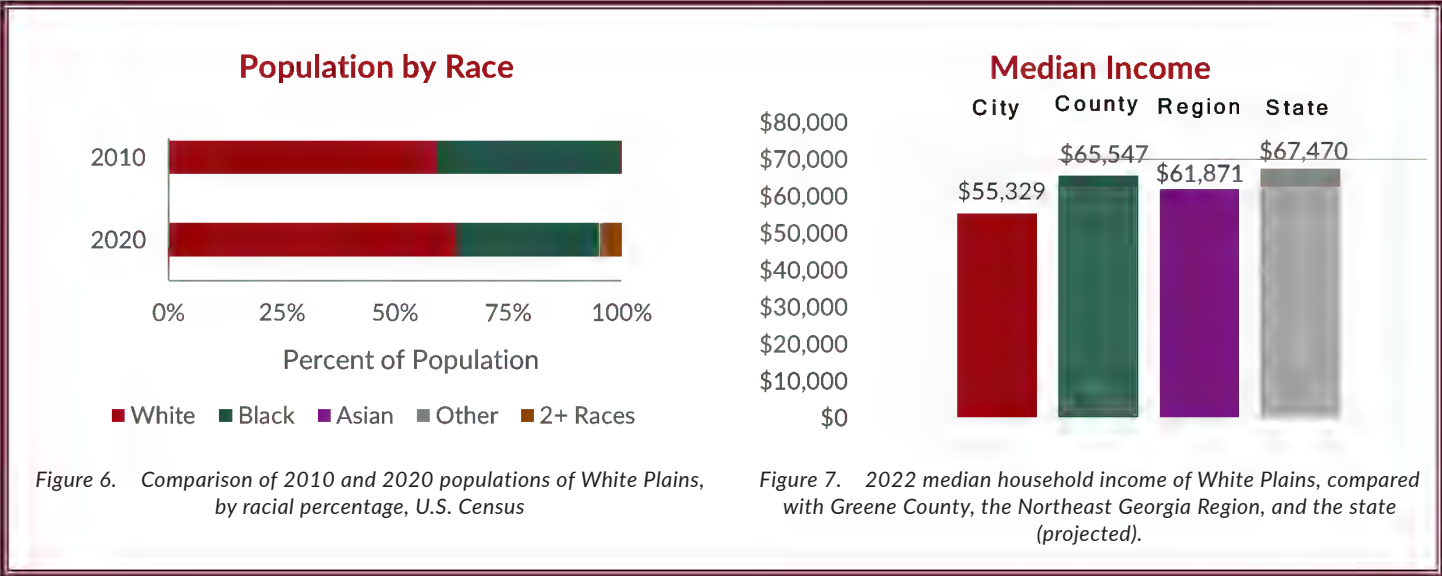 Population by Race
2010
2020
0% 25% 50% 75% 100%
Percent of Population
White Black Asian Other 2+ Races
Figure 6. Comparison of 2010 and 2020 populations of White Plains,
by racial percentage, U.S. Census
Median Income
City County Region State
$80,000
$70,000
$60,000
$50,000
$40,000
$30,000
$20,000
$10,000
$0
$55,329
$65,547
$61,871
$67,470
Figure 7. 2022 median household income of White Plains, compared
with Greene County, the Northeast Georgia Region, and the state
(projected).